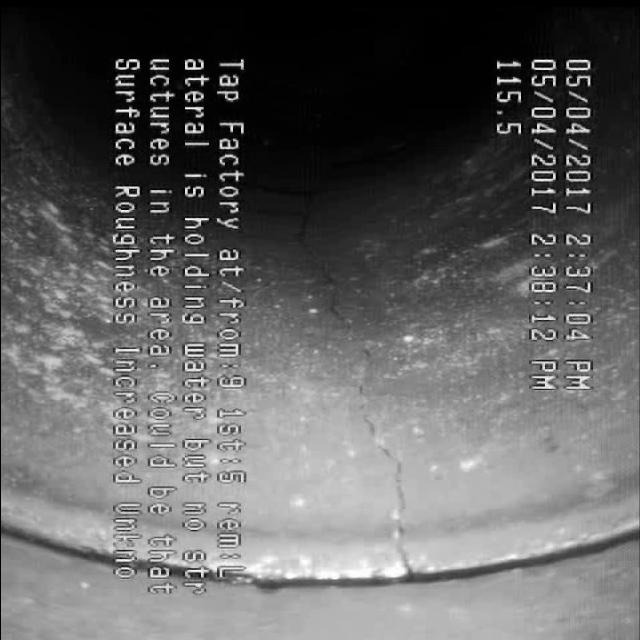 05/04/2017 2:37:04 PM
05/04/2017 2:38:12 PM
115.5
Tap Factory at/from:9 1st:5 rem:L
ateral is holding water but no str
uctures in the area. Could be that
Surface Roughness Increased Unkno